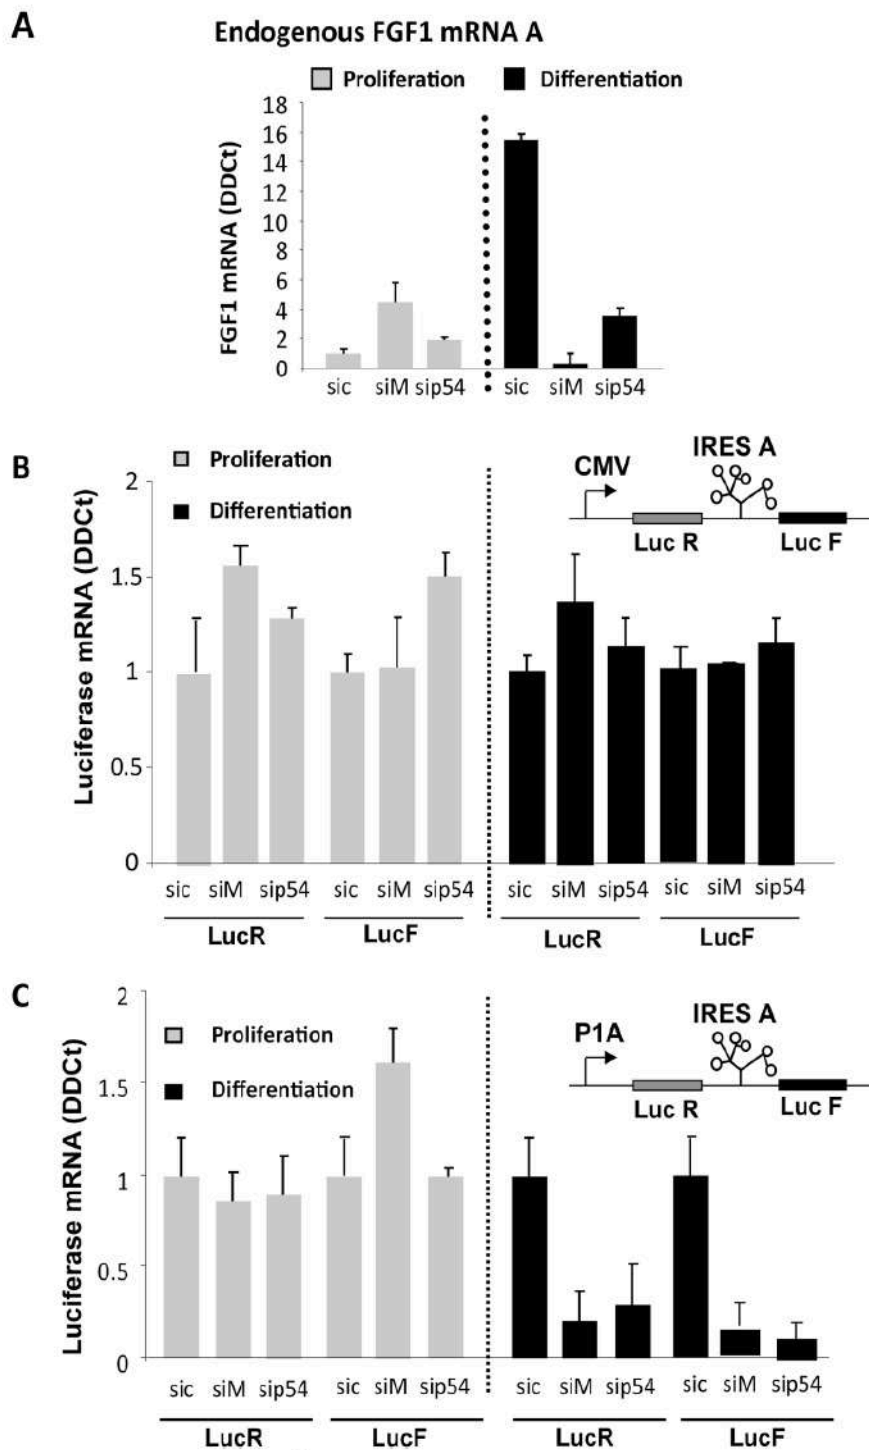 A
Endogenous FGF1 mRNA A
Proliferation Differentiation
FGF1 mRNA (DDCt)
18
16
14
12
10
8
6
4
2
0
sic siM sip54 sic siM sip54
B
Proliferation
Differentiation
CMV
IRES A
Luc R Luc F
Luciferase mRNA (DDCt)
2
1.5
1
0.5
0
sic siM sip54 sic siM sip54 sic siM sip54 sic siM sip54
LucR LucF LucR LucF
C
Proliferation
Differentiation
P1A
IRES A
Luc R Luc F
Luciferase mRNA (DDCt)
2
1.5
1
0.5
0
sic siM sip54 sic siM sip54 sic siM sip54 sic siM sip54
LucR LucF LucR LucF